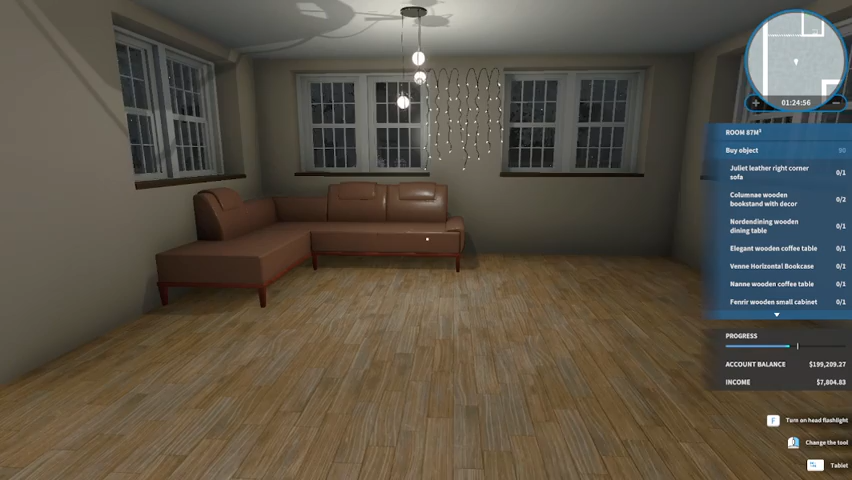 01:24:56
ROOM 87M²
Buy object 90
Juliet leather right corner
sofa 0/1
Columnae wooden
bookstand with decor 0/2
Nordendining wooden
dining table 0/1
Elegant wooden coffee table 0/1
Venne Horizontal Bookcase 0/1
Nanne wooden coffee table 0/1
Fenrir wooden small cabinet 0/1
PROGRESS
ACCOUNT BALANCE $199,209.27
INCOME $7,804.83
F Turn on head flashlight
Change the tool
Tablet